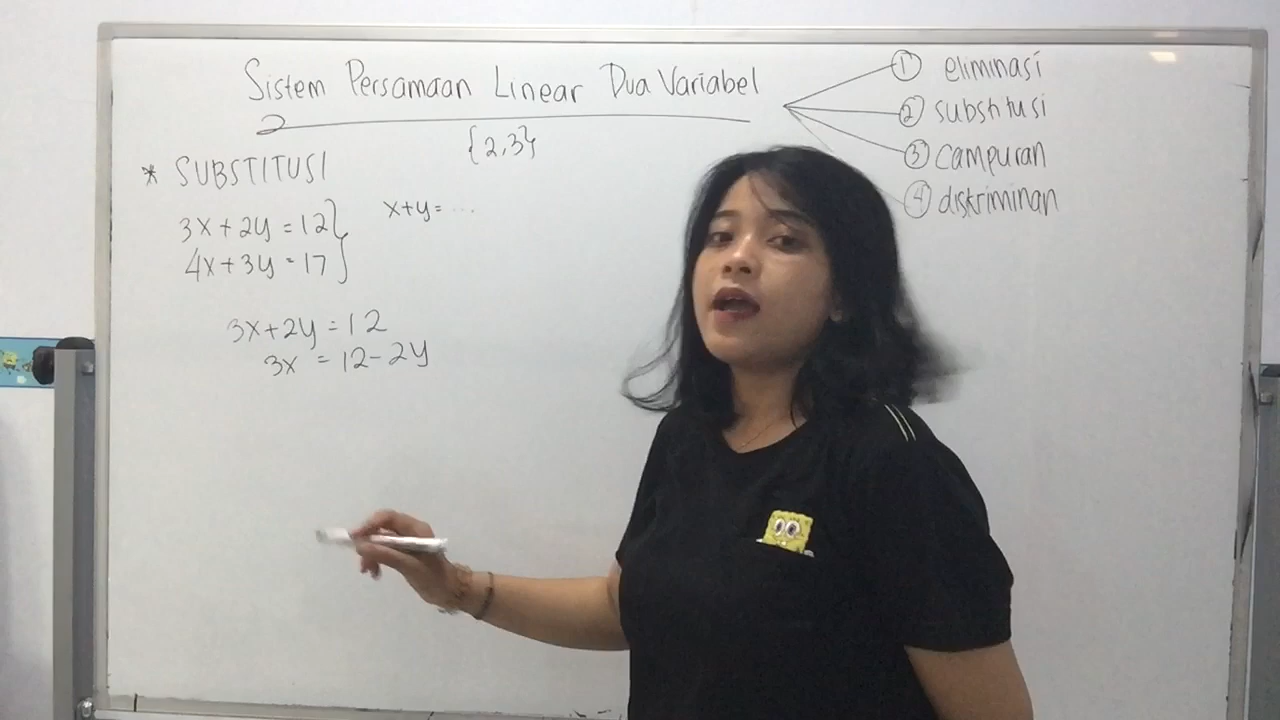 Sistem Persamaan Linear Dua Variabel
① eliminasi
② substitusi
③ campuran
④ diskriminan
{2,3}
* SUBSTITUSI
3x + 2y = 12
4x + 3y = 17
x+y = ...
3x+2y = 12
3x = 12 - 2y